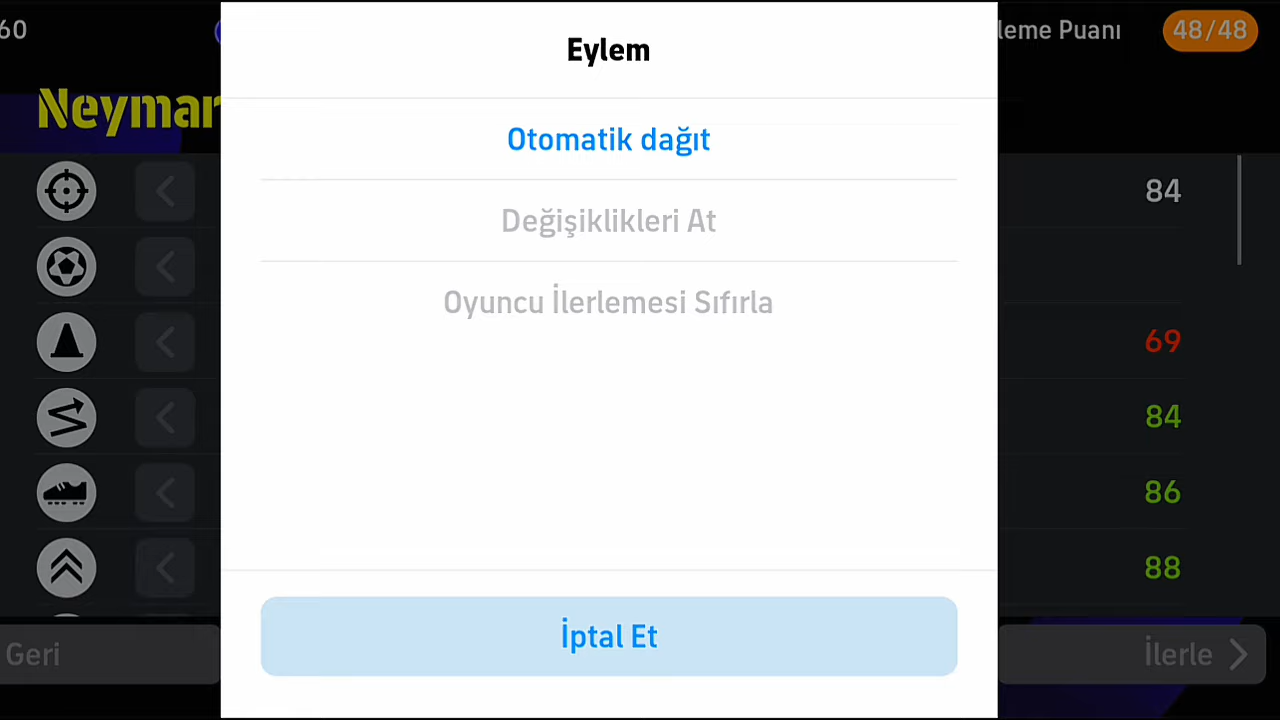 60
leme Puanı
48/48
Eylem
Neymar
Otomatik dağıt
Değişiklikleri At
Oyuncu İlerlemesi Sıfırla
84
69
84
86
88
İptal Et
Geri
İlerle